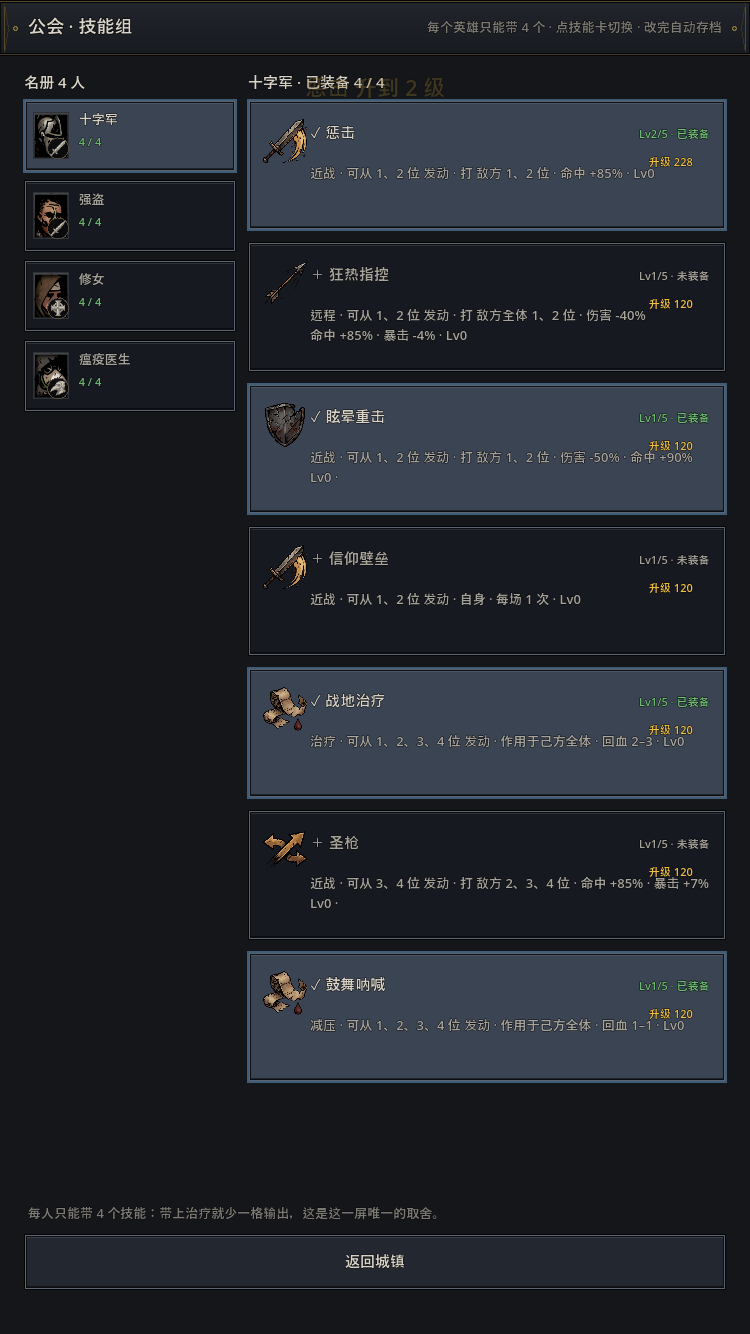 公会 · 技能组
每个英雄只能带 4 个 · 点技能卡切换 · 改完自动存档
名册 4 人
十字军
4 / 4
强盗
4 / 4
修女
4 / 4
瘟疫医生
4 / 4
十字军 · 已装备 4 / 4
惩击 升到 2 级
✓ 惩击
Lv2/5 · 已装备
升级 228
近战 · 可从 1、2 位 发动 · 打 敌方 1、2 位 · 命中 +85% · Lv0
+ 狂热指控
Lv1/5 · 未装备
升级 120
远程 · 可从 1、2 位 发动 · 打 敌方全体 1、2 位 · 伤害 -40%
命中 +85% · 暴击 -4% · Lv0
✓ 眩晕重击
Lv1/5 · 已装备
升级 120
近战 · 可从 1、2 位 发动 · 打 敌方 1、2 位 · 伤害 -50% · 命中 +90%
Lv0 ·
+ 信仰壁垒
Lv1/5 · 未装备
升级 120
近战 · 可从 1、2 位 发动 · 自身 · 每场 1 次 · Lv0
✓ 战地治疗
Lv1/5 · 已装备
升级 120
治疗 · 可从 1、2、3、4 位 发动 · 作用于己方全体 · 回血 2–3 · Lv0
+ 圣枪
Lv1/5 · 未装备
升级 120
近战 · 可从 3、4 位 发动 · 打 敌方 2、3、4 位 · 命中 +85% · 暴击 +7%
Lv0 ·
✓ 鼓舞呐喊
Lv1/5 · 已装备
升级 120
减压 · 可从 1、2、3、4 位 发动 · 作用于己方全体 · 回血 1–1 · Lv0
每人只能带 4 个技能：带上治疗就少一格输出，这是这一屏唯一的取舍。
返回城镇